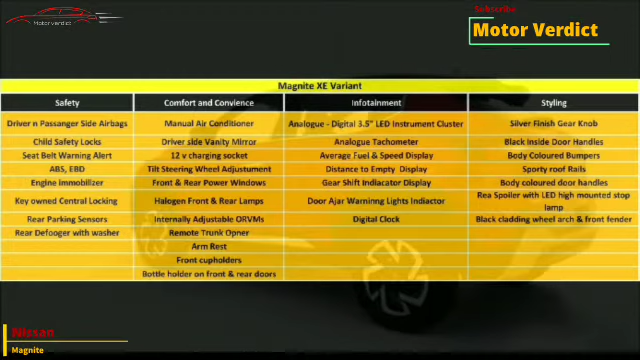 Motor Verdict
Subscribe
Motor Verdict
Magnite XE Variant
Safety Comfort and Convience Infotainment Styling
Driver n Passanger Side Airbags Manual Air Conditioner Analogue - Digital 3.5" LED Instrument Cluster Silver Finish Gear Knob
Child Safety Locks Driver side Vanity Mirror Analogue Tachometer Black Inside Door Handles
Seat Belt Warning Alert 12 v charging socket Average Fuel & Speed Display Body Coloured Bumpers
ABS, EBD Tilt Steering Wheel Adjustument Distance to Empty Display Sporty roof Rails
Engine immobilizer Front & Rear Power Windows Gear Shift Indiacator Display Body coloured door handles
Key owned Central Locking Halogen Front & Rear Lamps Door Ajar Warninng Lights Indiactor Rea Spoiler with LED high mounted stop
lamp
Rear Parking Sensors Internally Adjustable ORVMs Digital Clock Black cladding wheel arch & front fender
Rear Defooger with washer Remote Trunk Opner
Arm Rest
Front cupholders
Bottle holder on front & rear doors
Nissan
Magnite